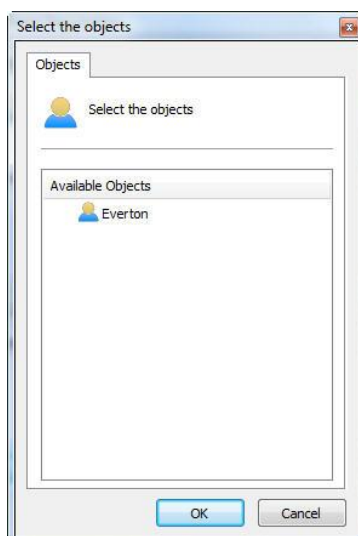 Select the objects
Objects
Select the objects
Available Objects
Everton
OK
Cancel